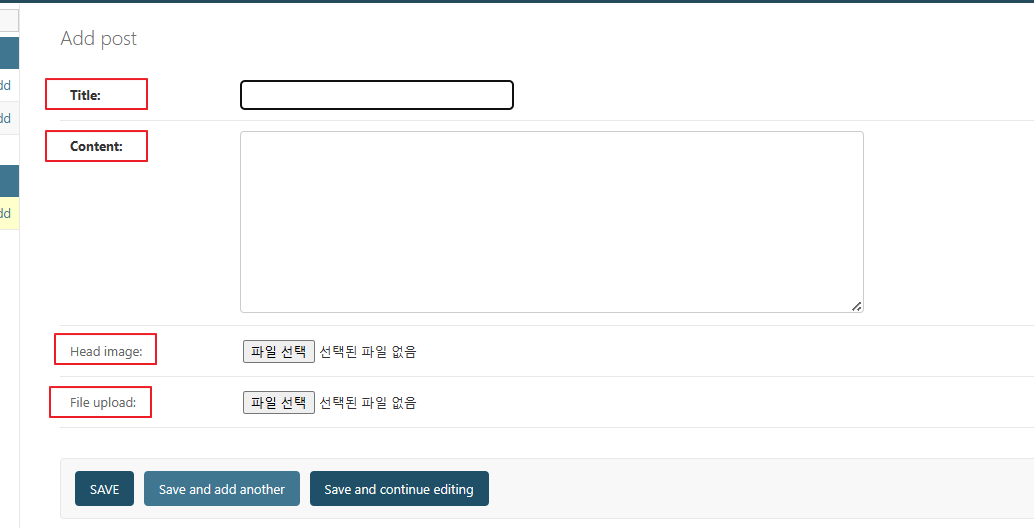 Add post
Title:
dd
dd
Content:
dd
Head image: 파일 선택 선택된 파일 없음
File upload: 파일 선택 선택된 파일 없음
SAVE Save and add another Save and continue editing